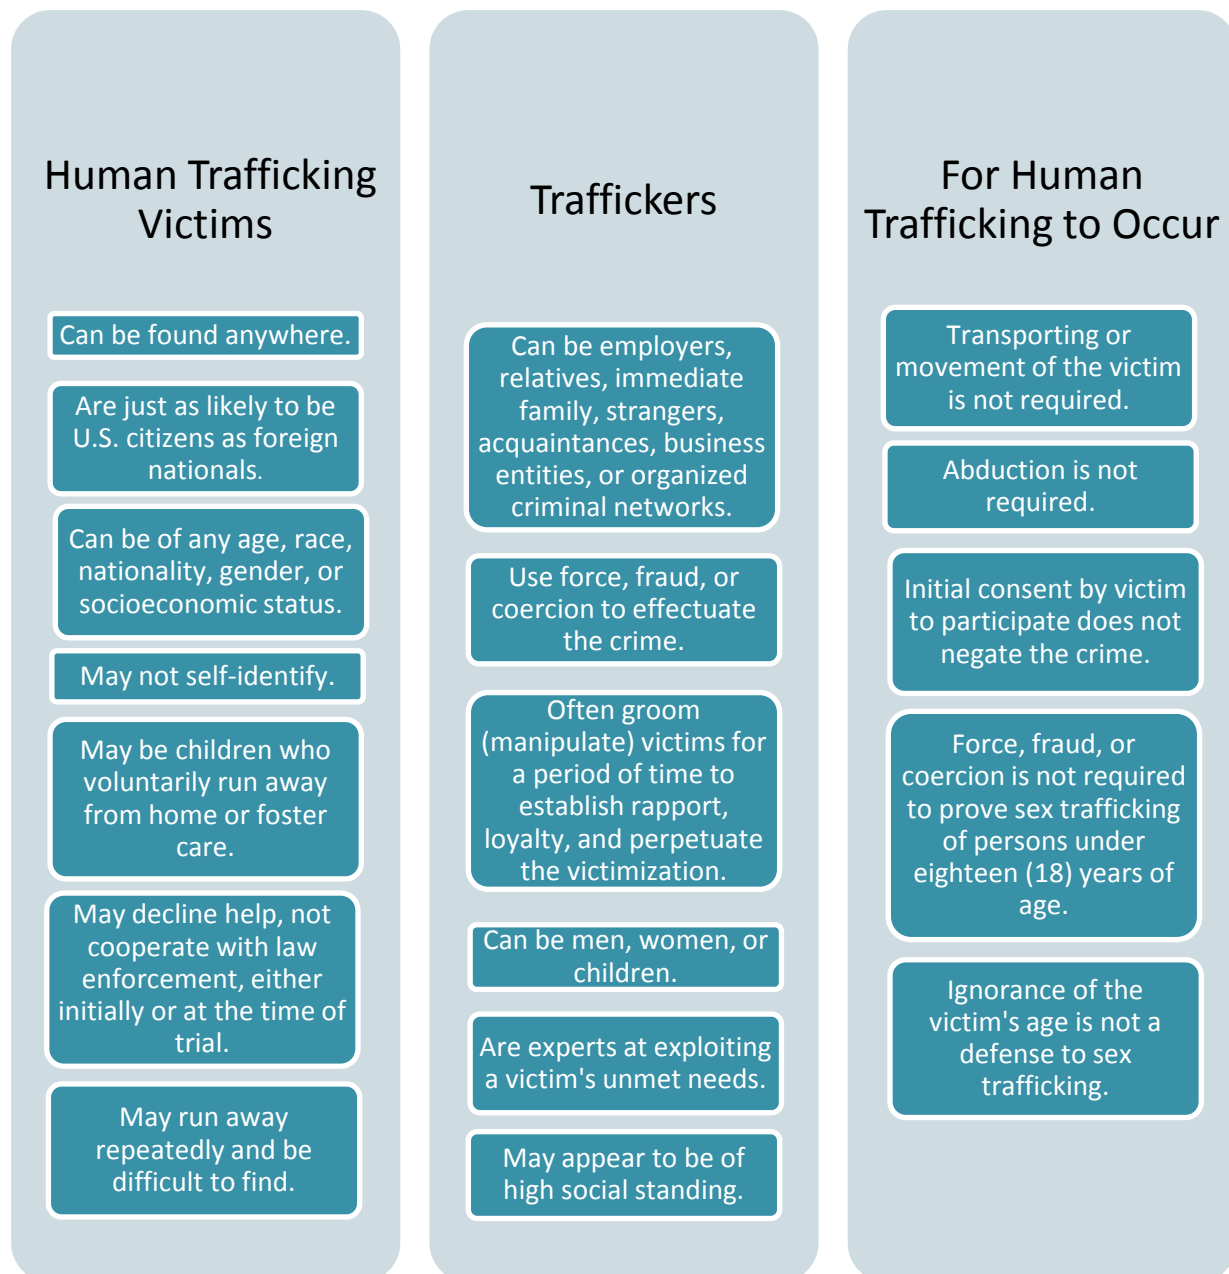 Human Trafficking
Victims
Can be found anywhere.
Are just as likely to be
U.S. citizens as foreign
nationals.
Can be of any age, race,
nationality, gender, or
socioeconomic status.
May not self-identify.
May be children who
voluntarily run away
from home or foster
care.
May decline help, not
cooperate with law
enforcement, either
initially or at the time of
trial.
May run away
repeatedly and be
difficult to find.
Traffickers
Can be employers,
relatives, immediate
family, strangers,
acquaintances, business
entities, or organized
criminal networks.
Use force, fraud, or
coercion to effectuate
the crime.
Often groom
(manipulate) victims for
a period of time to
establish rapport,
loyalty, and perpetuate
the victimization.
Can be men, women, or
children.
Are experts at exploiting
a victim's unmet needs.
May appear to be of
high social standing.
For Human
Trafficking to Occur
Transporting or
movement of the victim
is not required.
Abduction is not
required.
Initial consent by victim
to participate does not
negate the crime.
Force, fraud, or
coercion is not required
to prove sex trafficking
of persons under
eighteen (18) years of
age.
Ignorance of the
victim's age is not a
defense to sex
trafficking.